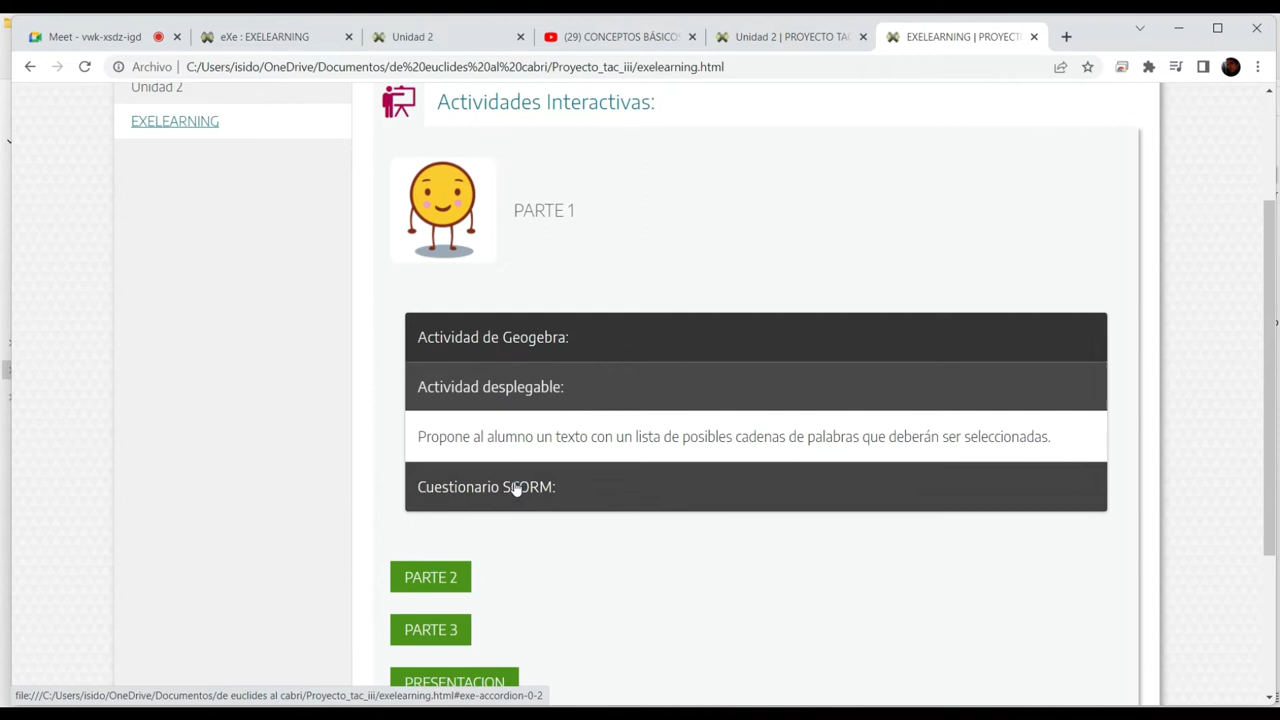 Meet - vwk-xsdz-igd
eXe : EXELEARNING
Unidad 2
(29) CONCEPTOS BÁSICOS
Unidad 2 | PROYECTO TAC
EXELEARNING | PROYECT
Archivo
C:/Users/isido/OneDrive/Documentos/de%20euclides%20al%20cabri/Proyecto_tac_iii/exelearning.html
Unidad 2
EXELEARNING
Actividades Interactivas:
PARTE 1
Actividad de Geogebra:
Actividad desplegable:
Propone al alumno un texto con un lista de posibles cadenas de palabras que deberán ser seleccionadas.
Cuestionario SCORM:
PARTE 2
PARTE 3
PRESENTACION
file:///C:/Users/isido/OneDrive/Documentos/de euclides al cabri/Proyecto_tac_iii/exelearning.html#exe-accordion-0-2